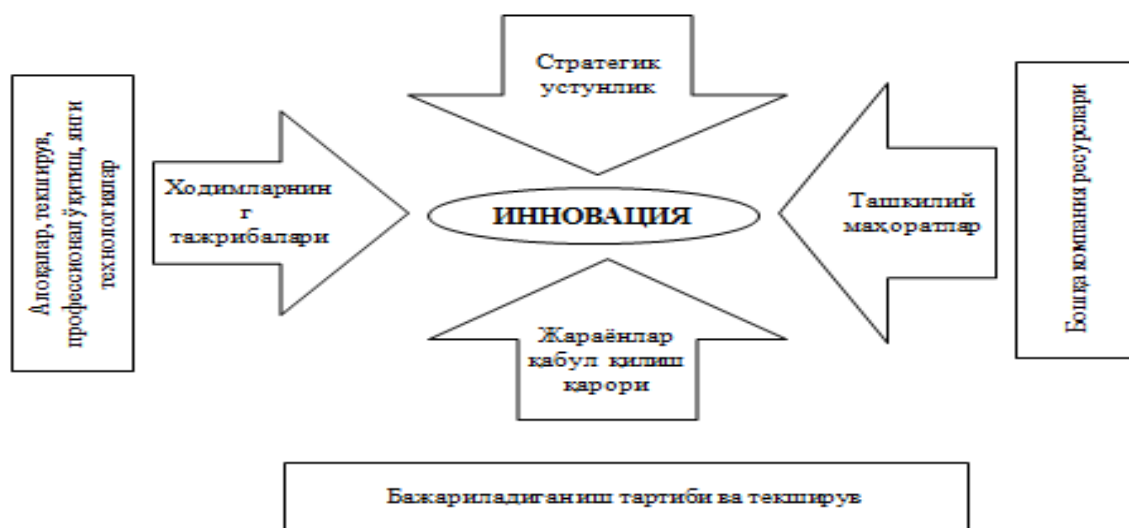 Стратегик
устунлик
Алоқалар, текширув,
профессионал ўқитиш, янги
технологиялар
Ходимларнин
г
тажрибалари
ИННОВАЦИЯ
Ташкилий
маҳоратлар
Бошқа компания ресурслари
Жараёнлар
қабул қилиш
қарори
Бажариладиган иш тартиби ва текширув